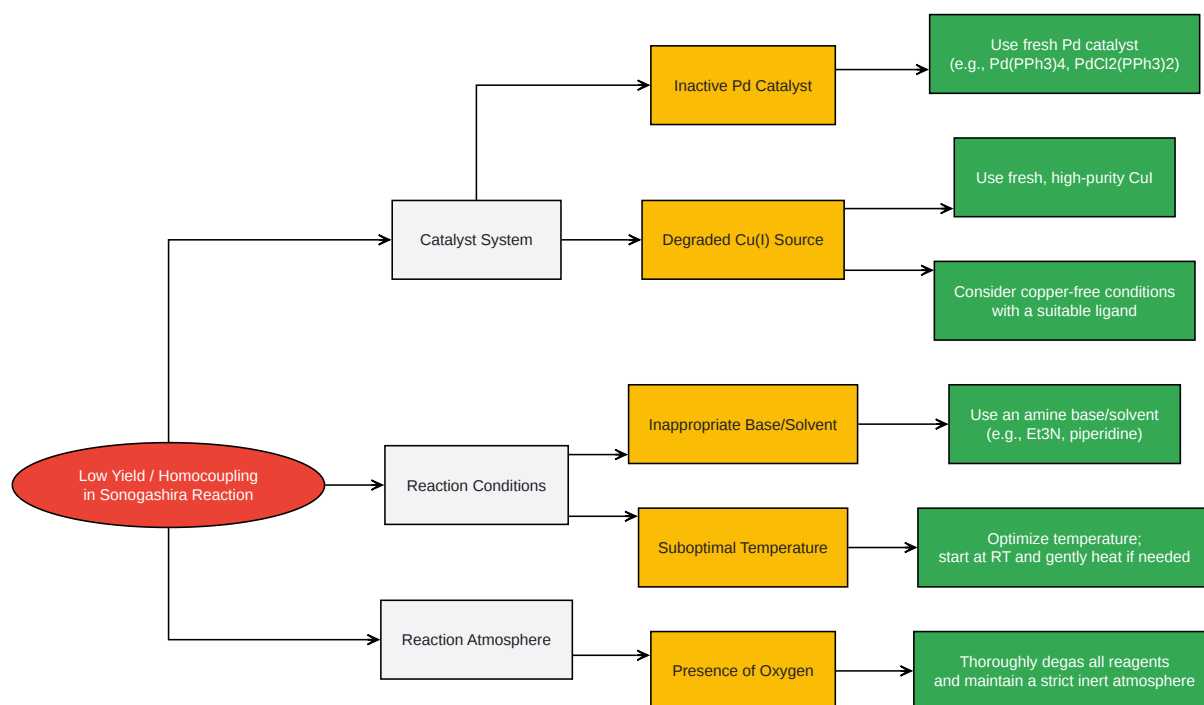 Use fresh Pd catalyst
(e.g., Pd(PPh3)4, PdCl2(PPh3)2)
Inactive Pd Catalyst
Use fresh, high-purity CuI
Catalyst System
Degraded Cu(I) Source
Consider copper-free conditions
with a suitable ligand
Inappropriate Base/Solvent
Use an amine base/solvent
(e.g., Et3N, piperidine)
Low Yield / Homocoupling
in Sonogashira Reaction
Reaction Conditions
Suboptimal Temperature
Optimize temperature;
start at RT and gently heat if needed
Reaction Atmosphere
Presence of Oxygen
Thoroughly degas all reagents
and maintain a strict inert atmosphere